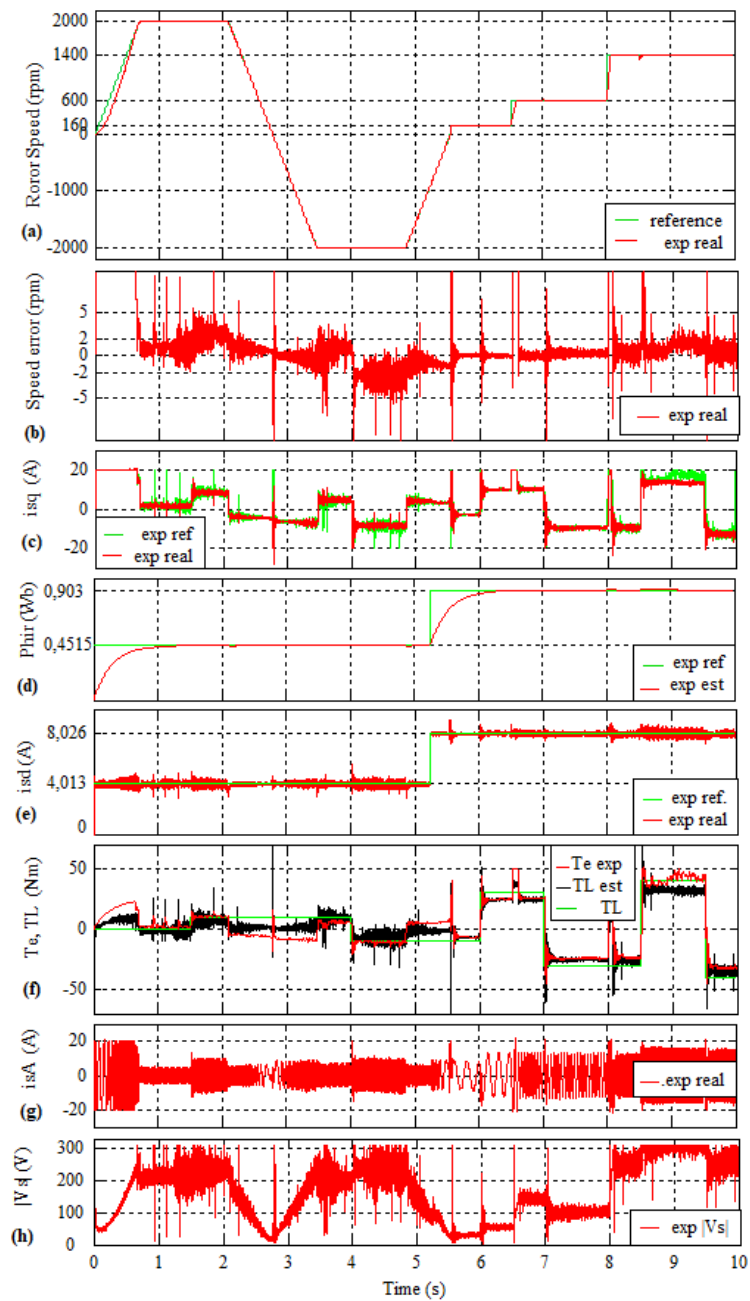 2000
1400
600
160
0
-1000
-2000
Roror Speed (rpm)
(a)
reference
exp real
5
2
0
-2
-5
Speed error (rpm)
(b)
exp real
20
0
-20
isq (A)
(c)
exp ref
exp real
0,903
0,4515
Phir (Wb)
(d)
exp ref
exp est
8,026
4,013
0
isd (A)
(e)
exp ref.
exp real
50
0
-50
Te, TL (Nm)
(f)
Te exp
TL est
TL
20
0
-20
isA (A)
(g)
.exp real
300
200
100
0
|Vs| (V)
(h)
exp |Vs|
0 1 2 3 4 5 6 7 8 9 10
Time (s)